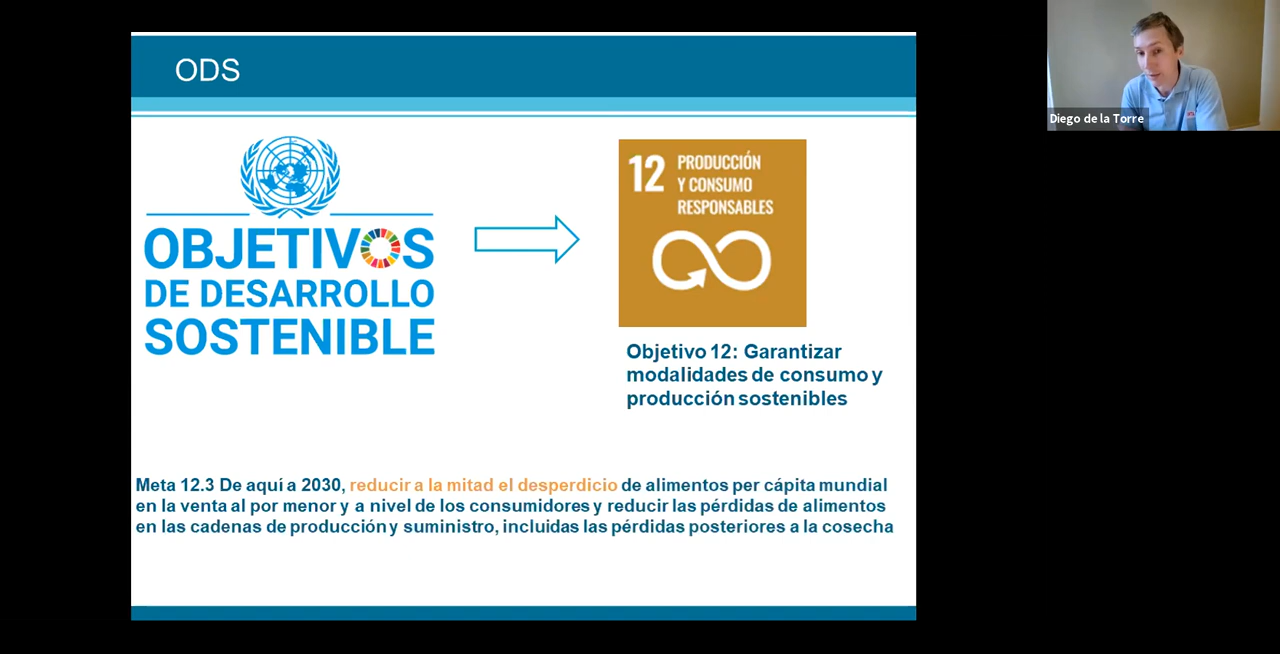 ODS
OBJETIVOS
DE DESARROLLO
SOSTENIBLE
12 PRODUCCIÓN
Y CONSUMO
RESPONSABLES
Objetivo 12: Garantizar
modalidades de consumo y
producción sostenibles
Meta 12.3 De aquí a 2030, reducir a la mitad el desperdicio de alimentos per cápita mundial
en la venta al por menor y a nivel de los consumidores y reducir las pérdidas de alimentos
en las cadenas de producción y suministro, incluidas las pérdidas posteriores a la cosecha
Diego de la Torre